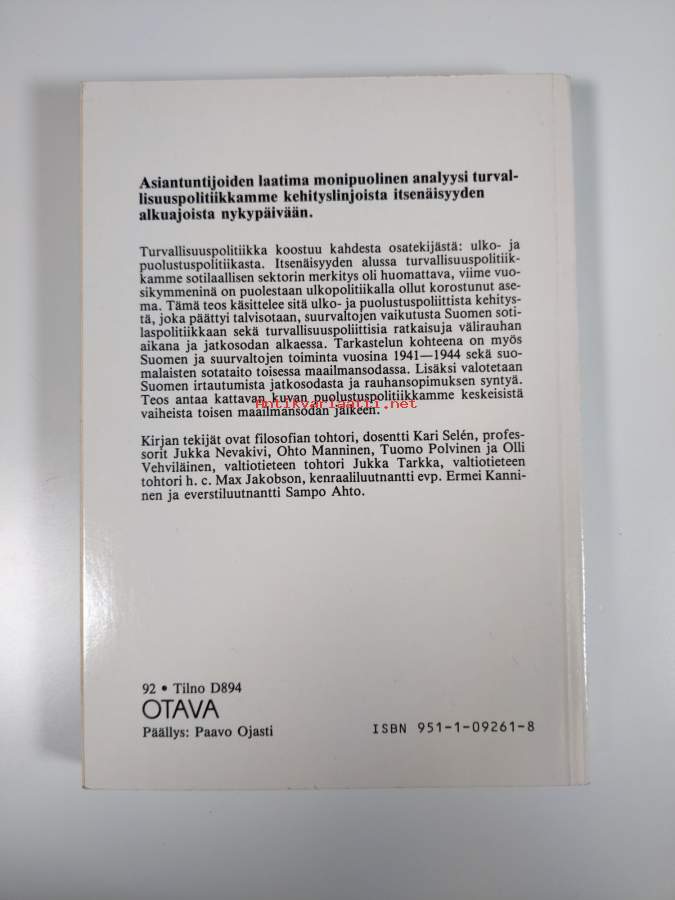 Asiantuntijoiden laatima monipuolinen analyysi turval-
lisuuspolitiikkamme kehityslinjoista itsenäisyyden
alkuajoista nykypäivään.
Turvallisuuspolitiikka koostuu kahdesta osatekijästä: ulko- ja
puolustuspolitiikasta. Itsenäisyyden alussa turvallisuuspolitiik-
kamme sotilaallisen sektorin merkitys oli huomattava, viime vuo-
sikymmeninä on puolestaan ulkopolitiikalla ollut korostunut ase-
ma. Tämä teos käsittelee sitä ulko- ja puolustuspoliittista kehitys-
tä, joka päättyi talvisotaan, suurvaltojen vaikutusta Suomen soti-
laspolitiikkaan sekä turvallisuuspoliittisia ratkaisuja välirauhan
aikana ja jatkosodan alkaessa. Tarkastelun kohteena on myös
Suomen ja suurvaltojen toiminta vuosina 1941—1944 sekä suo-
malaisten sotataito toisessa maailmansodassa. Lisäksi valotetaan
Suomen irtautumista jatkosodasta ja rauhansopimuksen syntyä.
Teos antaa kattavan kuvan puolustuspolitiikkamme keskeisistä
vaiheista toisen maailmansodan jälkeen.
Antikvariaatti.net
Kirjan tekijät ovat filosofian tohtori, dosentti Kari Selén, profes-
sorit Jukka Nevakivi, Ohto Manninen, Tuomo Polvinen ja Olli
Vehviläinen, valtiotieteen tohtori Jukka Tarkka, valtiotieteen
tohtori h. c. Max Jakobson, kenraaliluutnantti evp. Ermei Kanni-
nen ja everstiluutnantti Sampo Ahto.
92 • Tilno D894
OTAVA
Päällys: Paavo Ojasti
ISBN 951-1-09261-8